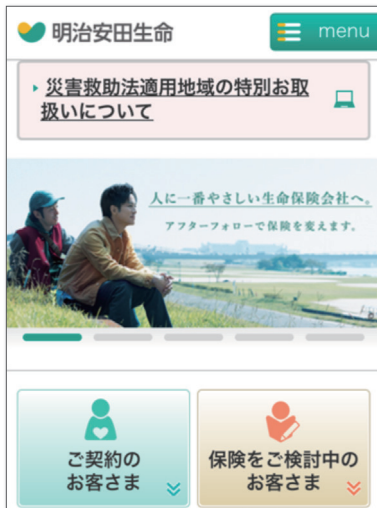 明治安田生命
menu
災害救助法適用地域の特別お取
扱いについて
人に一番やさしい生命保険会社へ。
アフターフォローで保険を変えます。
ご契約の
お客さま
保険をご検討中の
お客さま